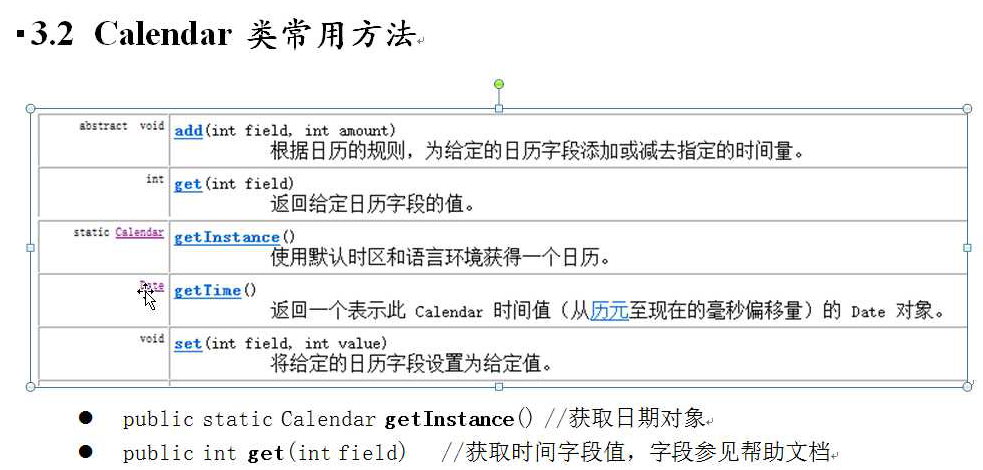 ▪3.2 Calendar 类常用方法
abstract void add(int field, int amount)
根据日历的规则，为给定的日历字段添加或减去指定的时间量。
int get(int field)
返回给定日历字段的值。
static Calendar getInstance()
使用默认时区和语言环境获得一个日历。
Date getTime()
返回一个表示此 Calendar 时间值（从历元至现在的毫秒偏移量）的 Date 对象。
void set(int field, int value)
将给定的日历字段设置为给定值。
● public static Calendar getInstance() //获取日期对象
● public int get(int field) //获取时间字段值，字段参见帮助文档